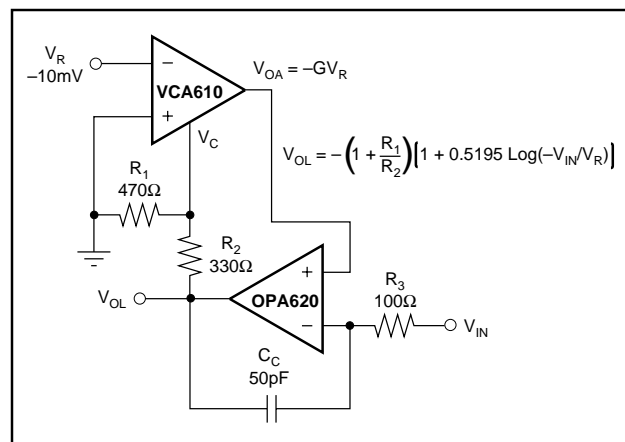 V_R
–10mV
–
VCA610
+
V_OA = –GV_R
V_C
V_OL = – (1 + R_1/R_2) [1 + 0.5195 Log(–V_IN/V_R)]
R_1
470Ω
R_2
330Ω
+
OPA620
–
R_3
100Ω
V_OL
V_IN
C_C
50pF